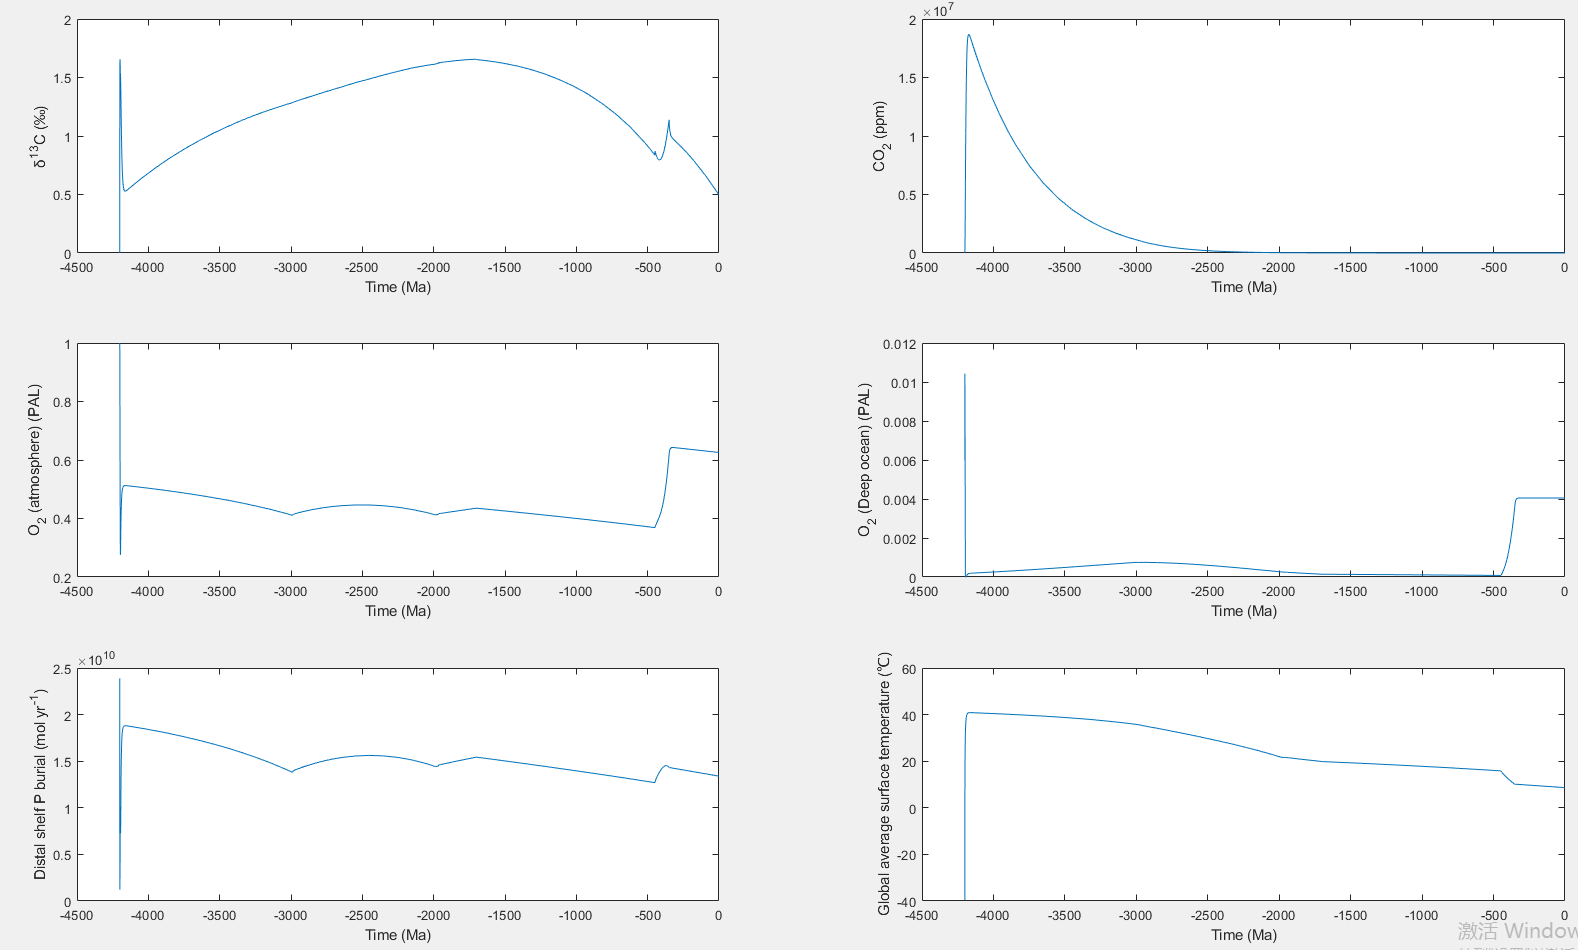 2
1.5
1
0.5
0
δ13C (‰)
-4500 -4000 -3500 -3000 -2500 -2000 -1500 -1000 -500 0
Time (Ma)
×10^7
2
1.5
1
0.5
0
CO2 (ppm)
-4500 -4000 -3500 -3000 -2500 -2000 -1500 -1000 -500 0
Time (Ma)
1
0.8
0.6
0.4
0.2
O2 (atmosphere) (PAL)
-4500 -4000 -3500 -3000 -2500 -2000 -1500 -1000 -500 0
Time (Ma)
0.012
0.01
0.008
0.006
0.004
0.002
0
O2 (Deep ocean) (PAL)
-4500 -4000 -3500 -3000 -2500 -2000 -1500 -1000 -500 0
Time (Ma)
×10^10
2.5
2
1.5
1
0.5
0
Distal shelf P burial (mol yr-1)
-4500 -4000 -3500 -3000 -2500 -2000 -1500 -1000 -500 0
Time (Ma)
60
40
20
0
-20
-40
Global average surface temperature (℃)
-4500 -4000 -3500 -3000 -2500 -2000 -1500 -1000 -500 0
Time (Ma)
激活 Window